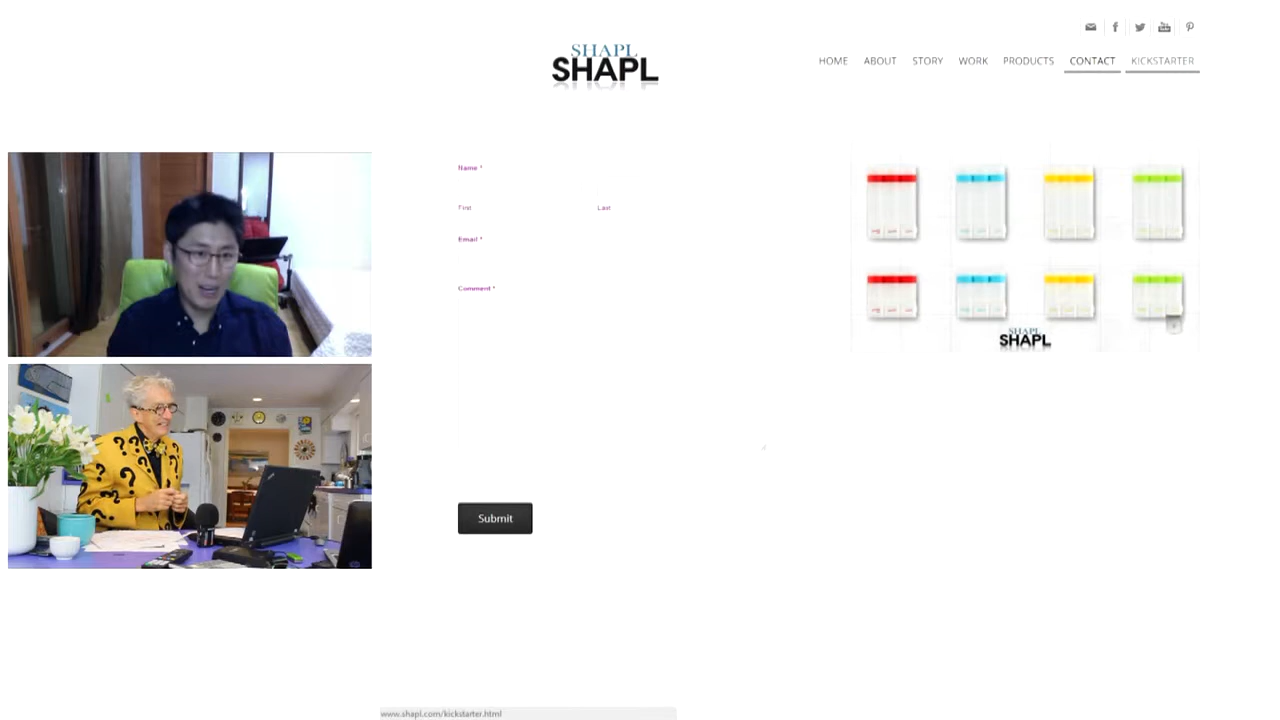 SHAPL
SHAPL
HOME ABOUT STORY WORK PRODUCTS CONTACT KICKSTARTER
Name *
First Last
Email *
Comment *
Submit
SHAPL
SHAPL
www.shapl.com/kickstarter.html